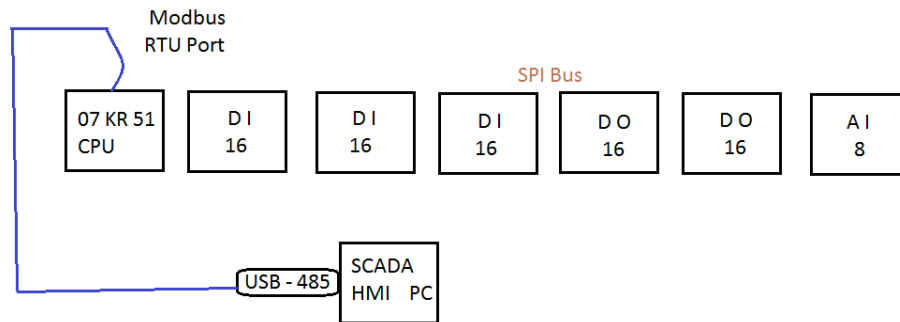 Modbus
RTU Port
SPI Bus
07 KR 51
CPU
D I
16
D I
16
D I
16
D O
16
D O
16
A I
8
USB - 485
SCADA
HMI PC